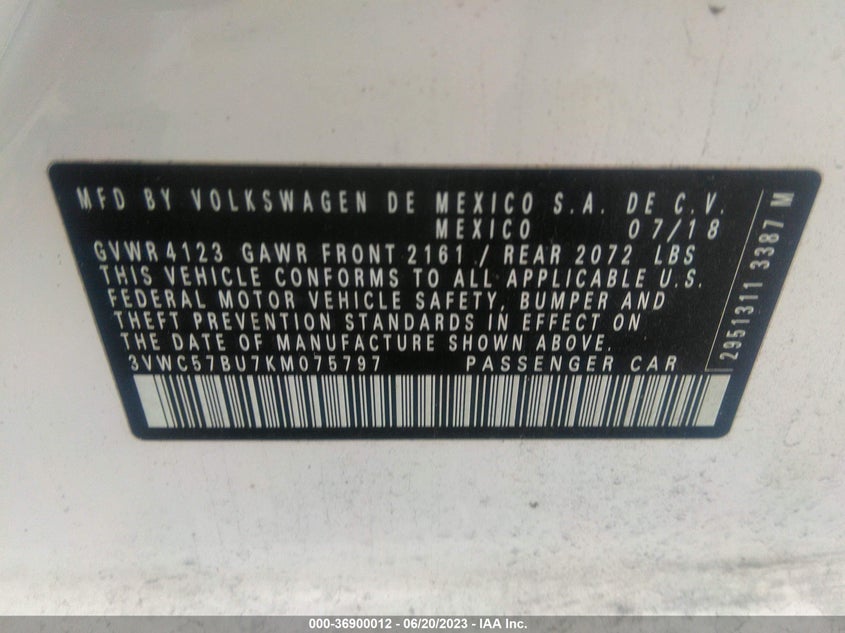 MFD BY VOLKSWAGEN DE MEXICO S.A. DE C.V.
MEXICO 07/18
GVWR 4123 GAWR FRONT 2161 / REAR 2072 LBS
THIS VEHICLE CONFORMS TO ALL APPLICABLE U.S.
FEDERAL MOTOR VEHICLE SAFETY, BUMPER AND
THEFT PREVENTION STANDARDS IN EFFECT ON
THE DATE OF MANUFACTURE SHOWN ABOVE.
3VWC57BU7KM075797 PASSENGER CAR
2951311 3387 M
000-36900012 - 06/20/2023 - IAA Inc.